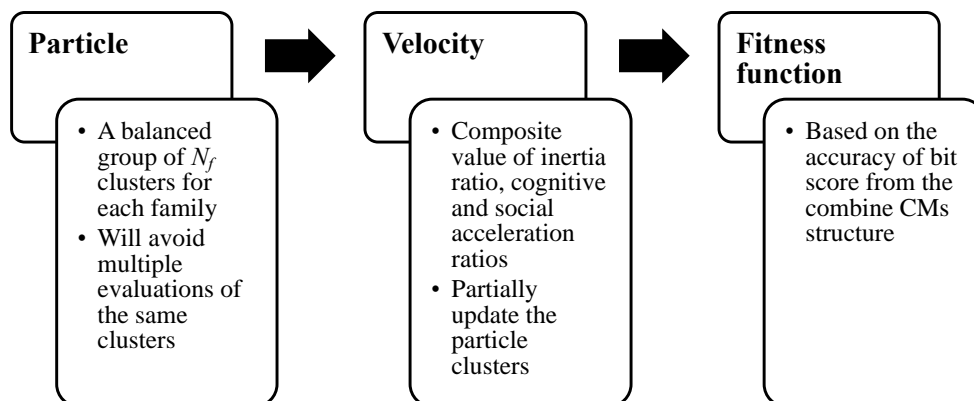 Particle
• A balanced
group of N_f
clusters for
each family
• Will avoid
multiple
evaluations of
the same
clusters
Velocity
• Composite
value of inertia
ratio, cognitive
and social
acceleration
ratios
• Partially
update the
particle
clusters
Fitness
function
• Based on the
accuracy of bit
score from the
combine CMs
structure